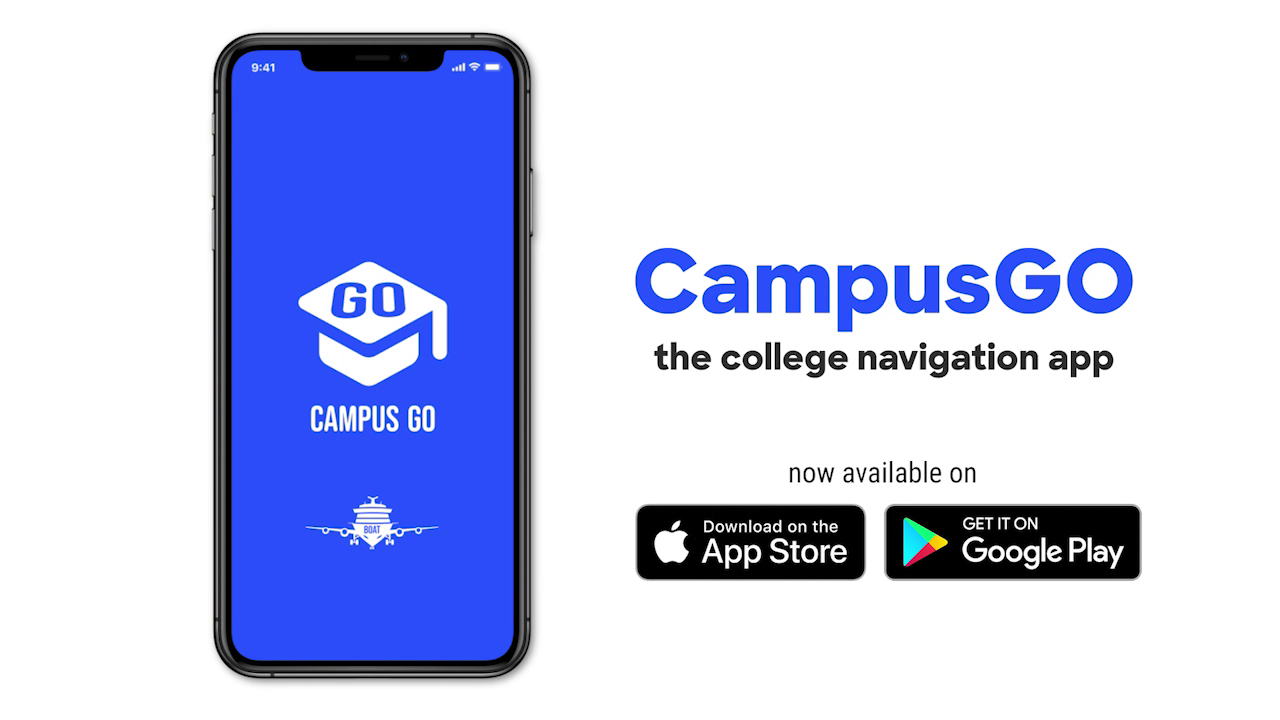 9:41
GO
CAMPUS GO
BOAT
CampusGO
the college navigation app
now available on
Download on the
App Store
GET IT ON
Google Play